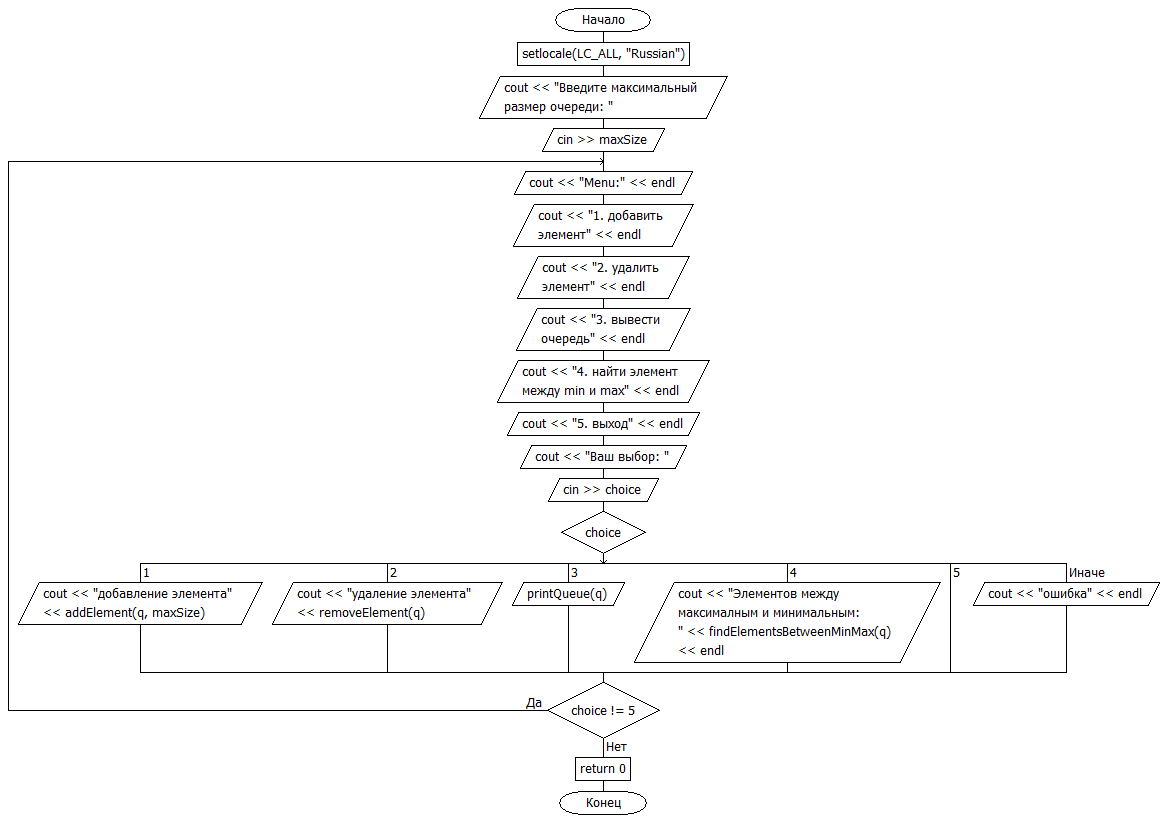 Начало
setlocale(LC_ALL, "Russian")
cout << "Введите максимальный
размер очереди: "
cin >> maxSize
cout << "Menu:" << endl
cout << "1. добавить
элемент" << endl
cout << "2. удалить
элемент" << endl
cout << "3. вывести
очередь" << endl
cout << "4. найти элемент
между min и max" << endl
cout << "5. выход" << endl
cout << "Ваш выбор: "
cin >> choice
choice
1
cout << "добавление элемента"
<< addElement(q, maxSize)
2
cout << "удаление элемента"
<< removeElement(q)
3
printQueue(q)
4
cout << "Элементов между
максималным и минимальным:
" << findElementsBetweenMinMax(q)
<< endl
5
Иначе
cout << "ошибка" << endl
Да
choice != 5
Нет
return 0
Конец